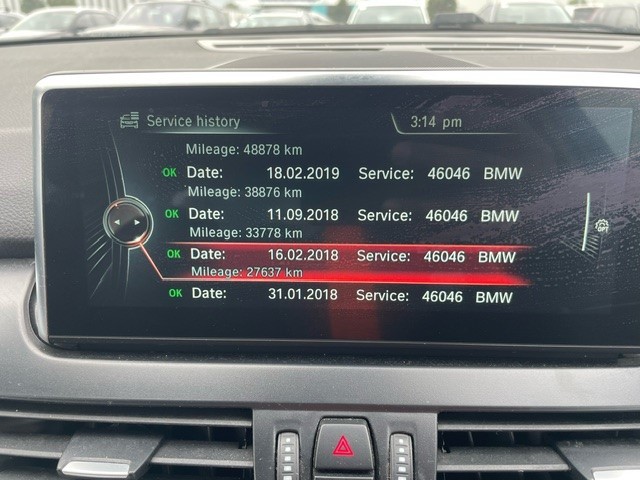 Service history
3:14 pm
Mileage: 48878 km
OK Date: 18.02.2019 Service: 46046 BMW
Mileage: 38876 km
OK Date: 11.09.2018 Service: 46046 BMW
Mileage: 33778 km
OK Date: 16.02.2018 Service: 46046 BMW
Mileage: 27637 km
OK Date: 31.01.2018 Service: 46046 BMW